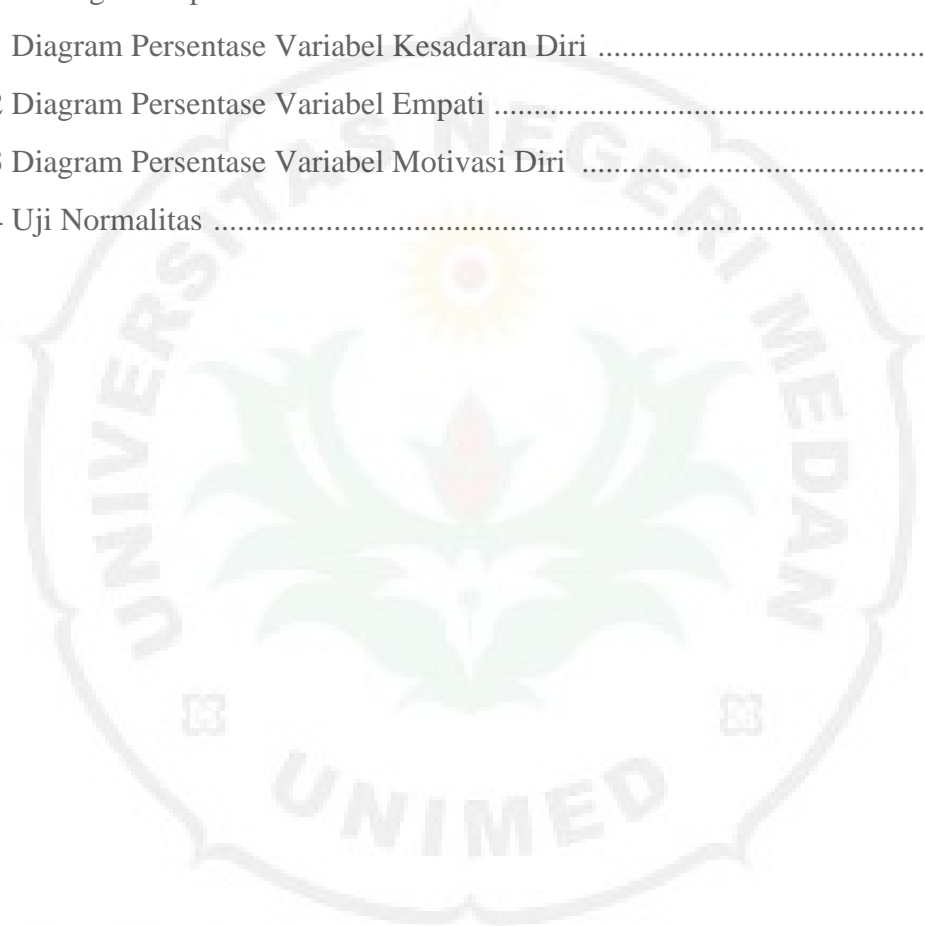 Diagram Persentase Variabel Kesadaran Diri ........................................
2 Diagram Persentase Variabel Empati .....................................................
3 Diagram Persentase Variabel Motivasi Diri ..........................................
Uji Normalitas ........................................................................................
UNIVERSITAS NEGERI MEDAN
UNIMED